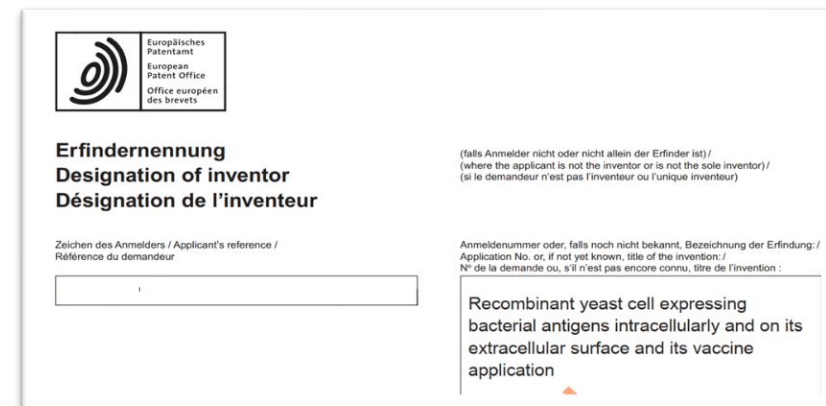 Europäisches
Patentamt
European
Patent Office
Office européen
des brevets
Erfindernennung
Designation of inventor
Désignation de l'inventeur
(falls Anmelder nicht oder nicht allein der Erfinder ist) /
(where the applicant is not the inventor or is not the sole inventor) /
(si le demandeur n'est pas l'inventeur ou l'unique inventeur)
Zeichen des Anmelders / Applicant's reference /
Référence du demandeur
Anmeldenummer oder, falls noch nicht bekannt, Bezeichnung der Erfindung: /
Application No. or, if not yet known, title of the invention: /
N° de la demande ou, s'il n'est pas encore connu, titre de l'invention :
Recombinant yeast cell expressing
bacterial antigens intracellularly and on its
extracellular surface and its vaccine
application